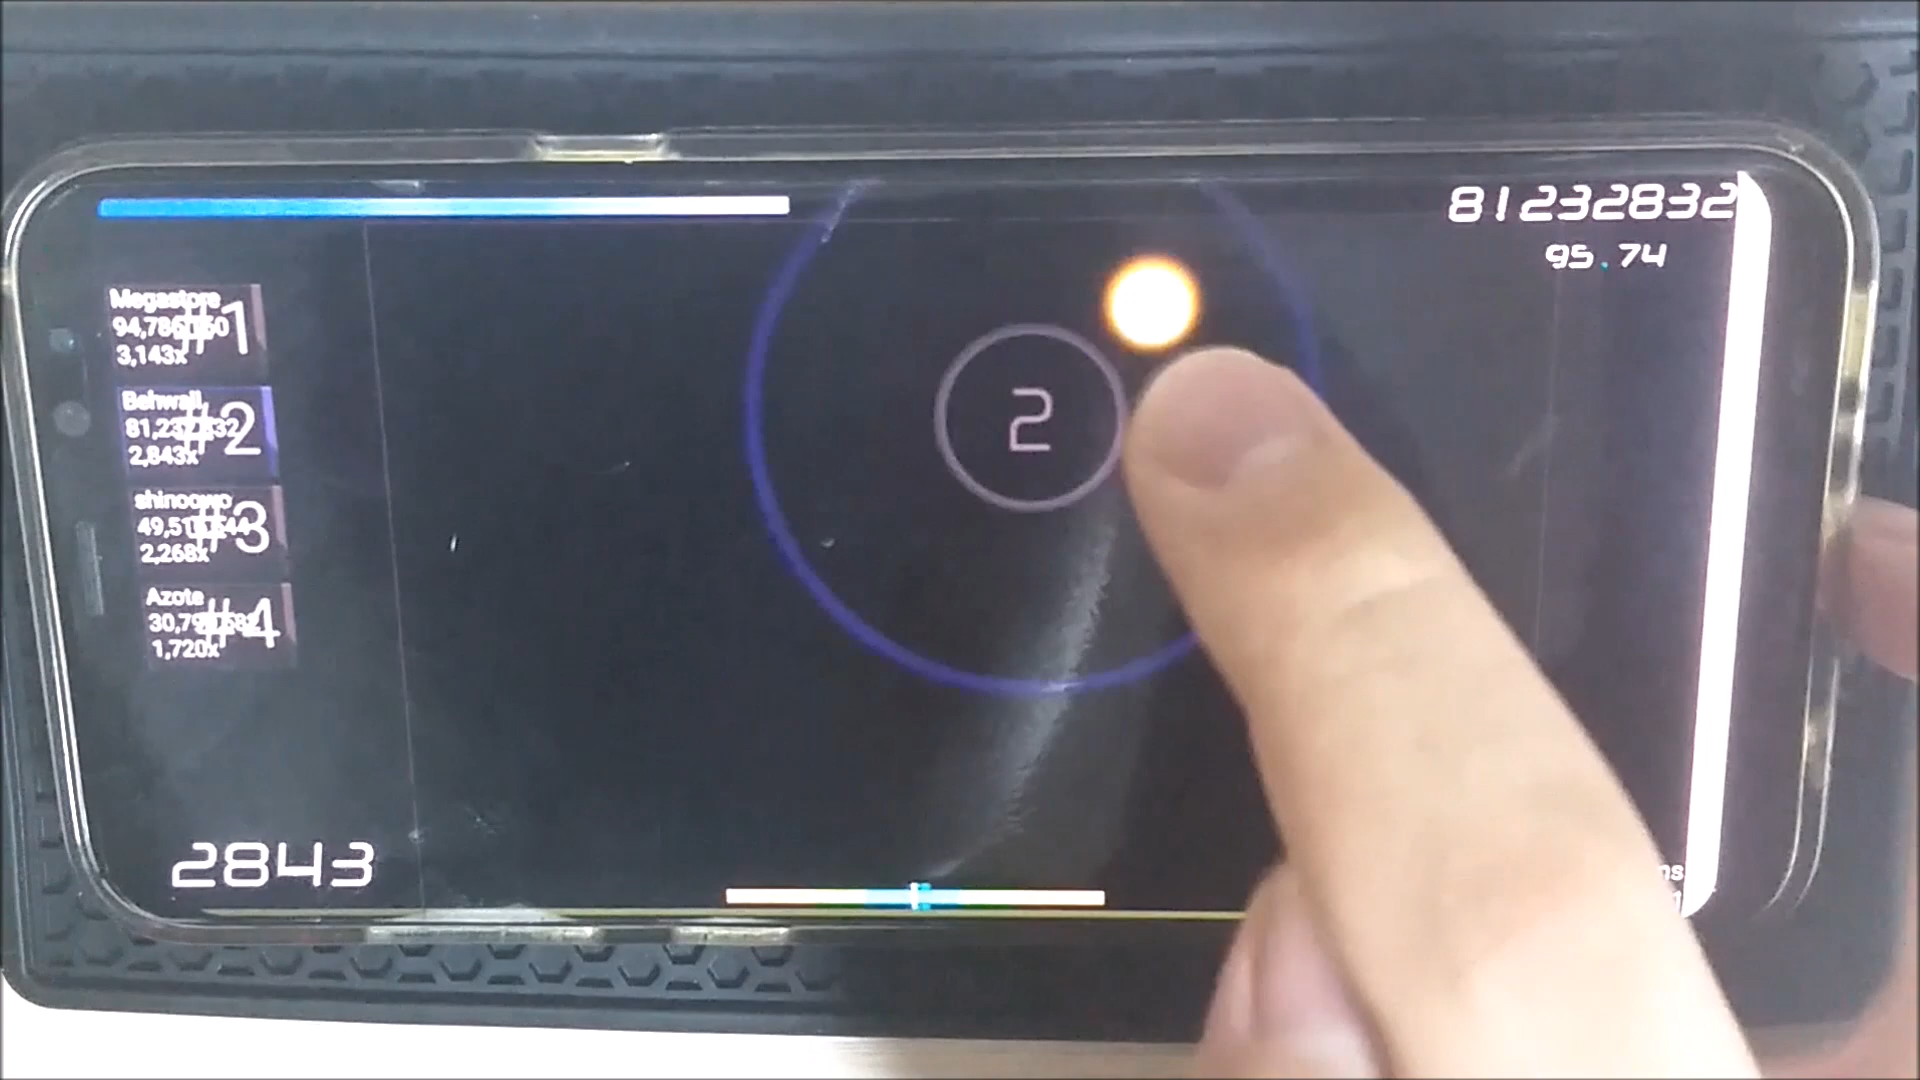 81232832
95.74
Megastore
#1
3,143x
Behwall
#2
2,843x
#3
2,268x
Azote
#4
1,720x
2
2843